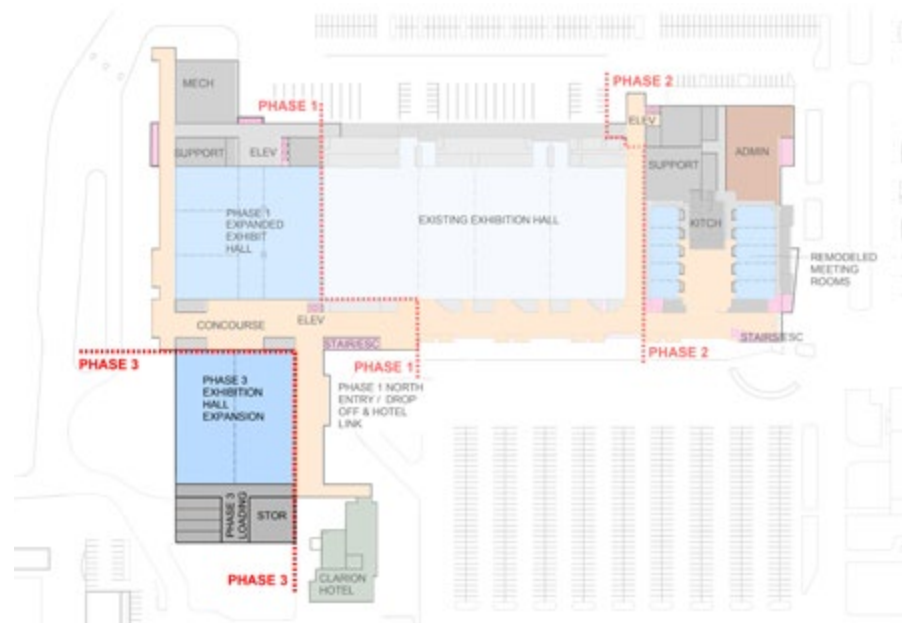 MECH
PHASE 1
PHASE 2
ELEV
SUPPORT
ELEV
SUPPORT
ADMIN
PHASE 1
EXPANDED
EXHIBIT
HALL
EXISTING EXHIBITION HALL
KITCH
REMODELED
MEETING
ROOMS
CONCOURSE
ELEV
STAIR/ESC
STAIRS/ESC
PHASE 3
PHASE 1
PHASE 2
PHASE 3
EXHIBITION
HALL
EXPANSION
PHASE 1 NORTH
ENTRY / DROP
OFF & HOTEL
LINK
PHASE 3
LOADING
STOR
PHASE 3
CLARION
HOTEL